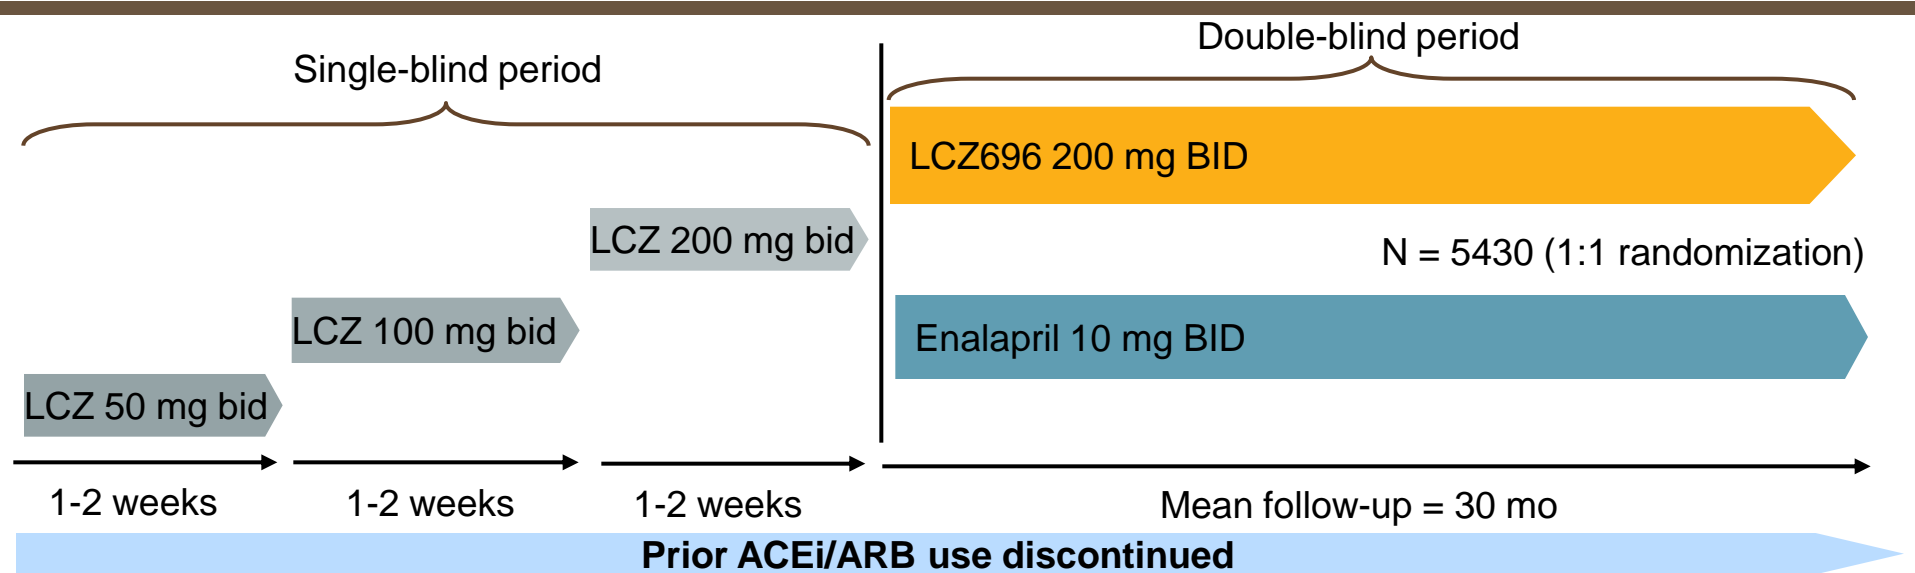 Single-blind period
Double-blind period
LCZ696 200 mg BID
LCZ 200 mg bid
N = 5430 (1:1 randomization)
LCZ 100 mg bid
Enalapril 10 mg BID
LCZ 50 mg bid
1-2 weeks
1-2 weeks
1-2 weeks
Mean follow-up = 30 mo
Prior ACEi/ARB use discontinued